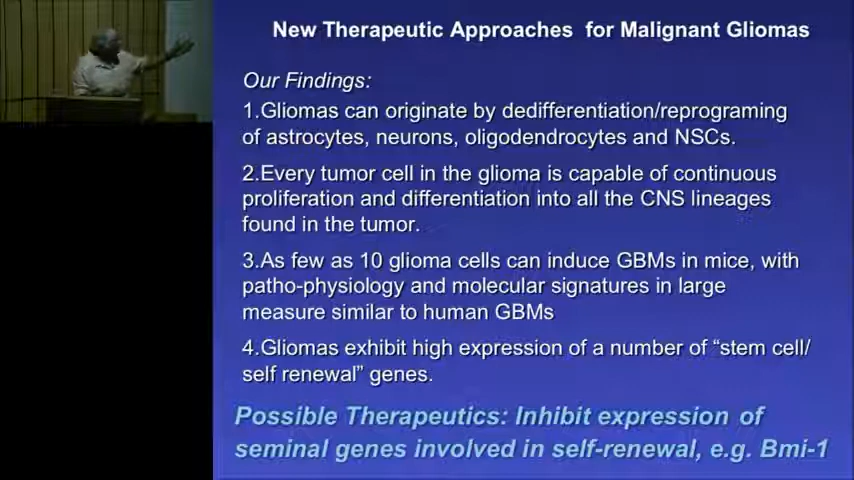 New Therapeutic Approaches for Malignant Gliomas
Our Findings:
1.Gliomas can originate by dedifferentiation/reprograming
of astrocytes, neurons, oligodendrocytes and NSCs.
2.Every tumor cell in the glioma is capable of continuous
proliferation and differentiation into all the CNS lineages
found in the tumor.
3.As few as 10 glioma cells can induce GBMs in mice, with
patho-physiology and molecular signatures in large
measure similar to human GBMs
4.Gliomas exhibit high expression of a number of “stem cell/
self renewal” genes.
Possible Therapeutics: Inhibit expression of
seminal genes involved in self-renewal, e.g. Bmi-1